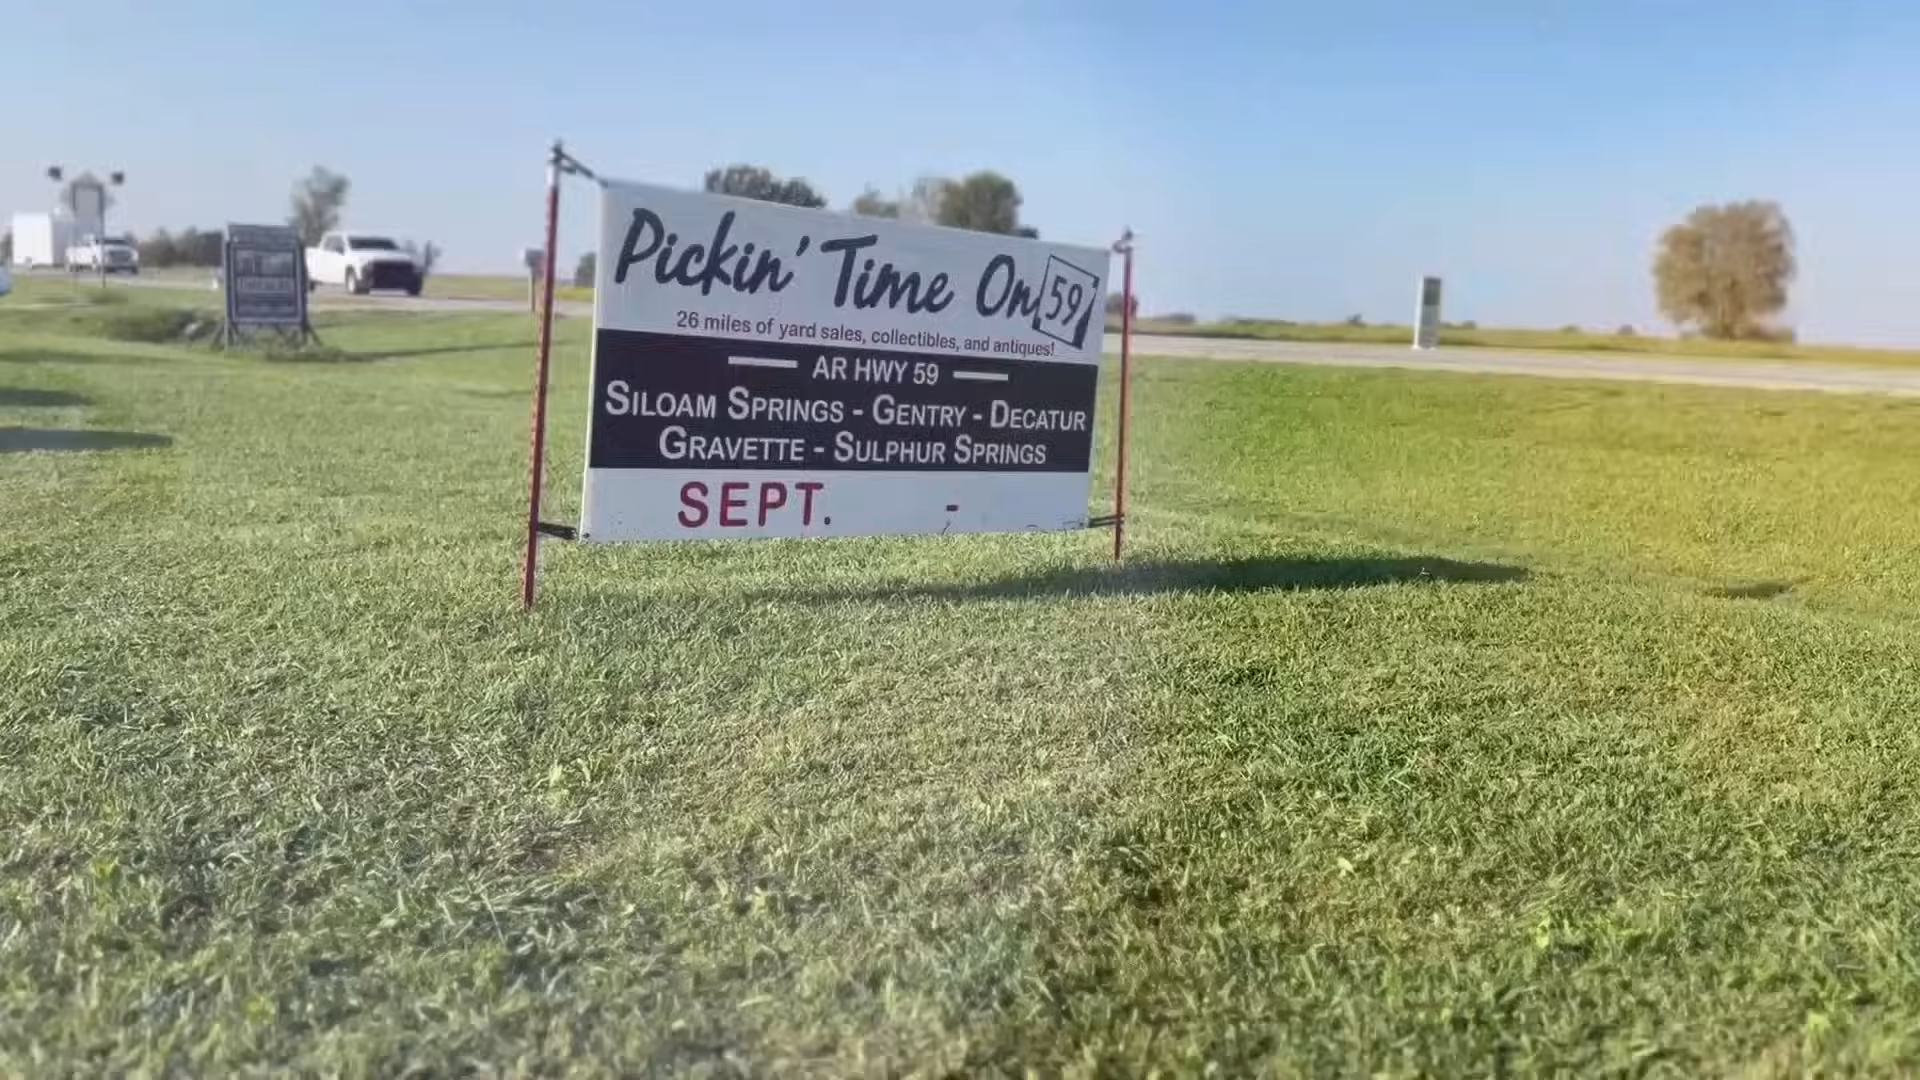 Pickin' Time On 59
26 miles of yard sales, collectibles, and antiques!
AR HWY 59
SILOAM SPRINGS - GENTRY - DECATUR
GRAVETTE - SULPHUR SPRINGS
SEPT. -